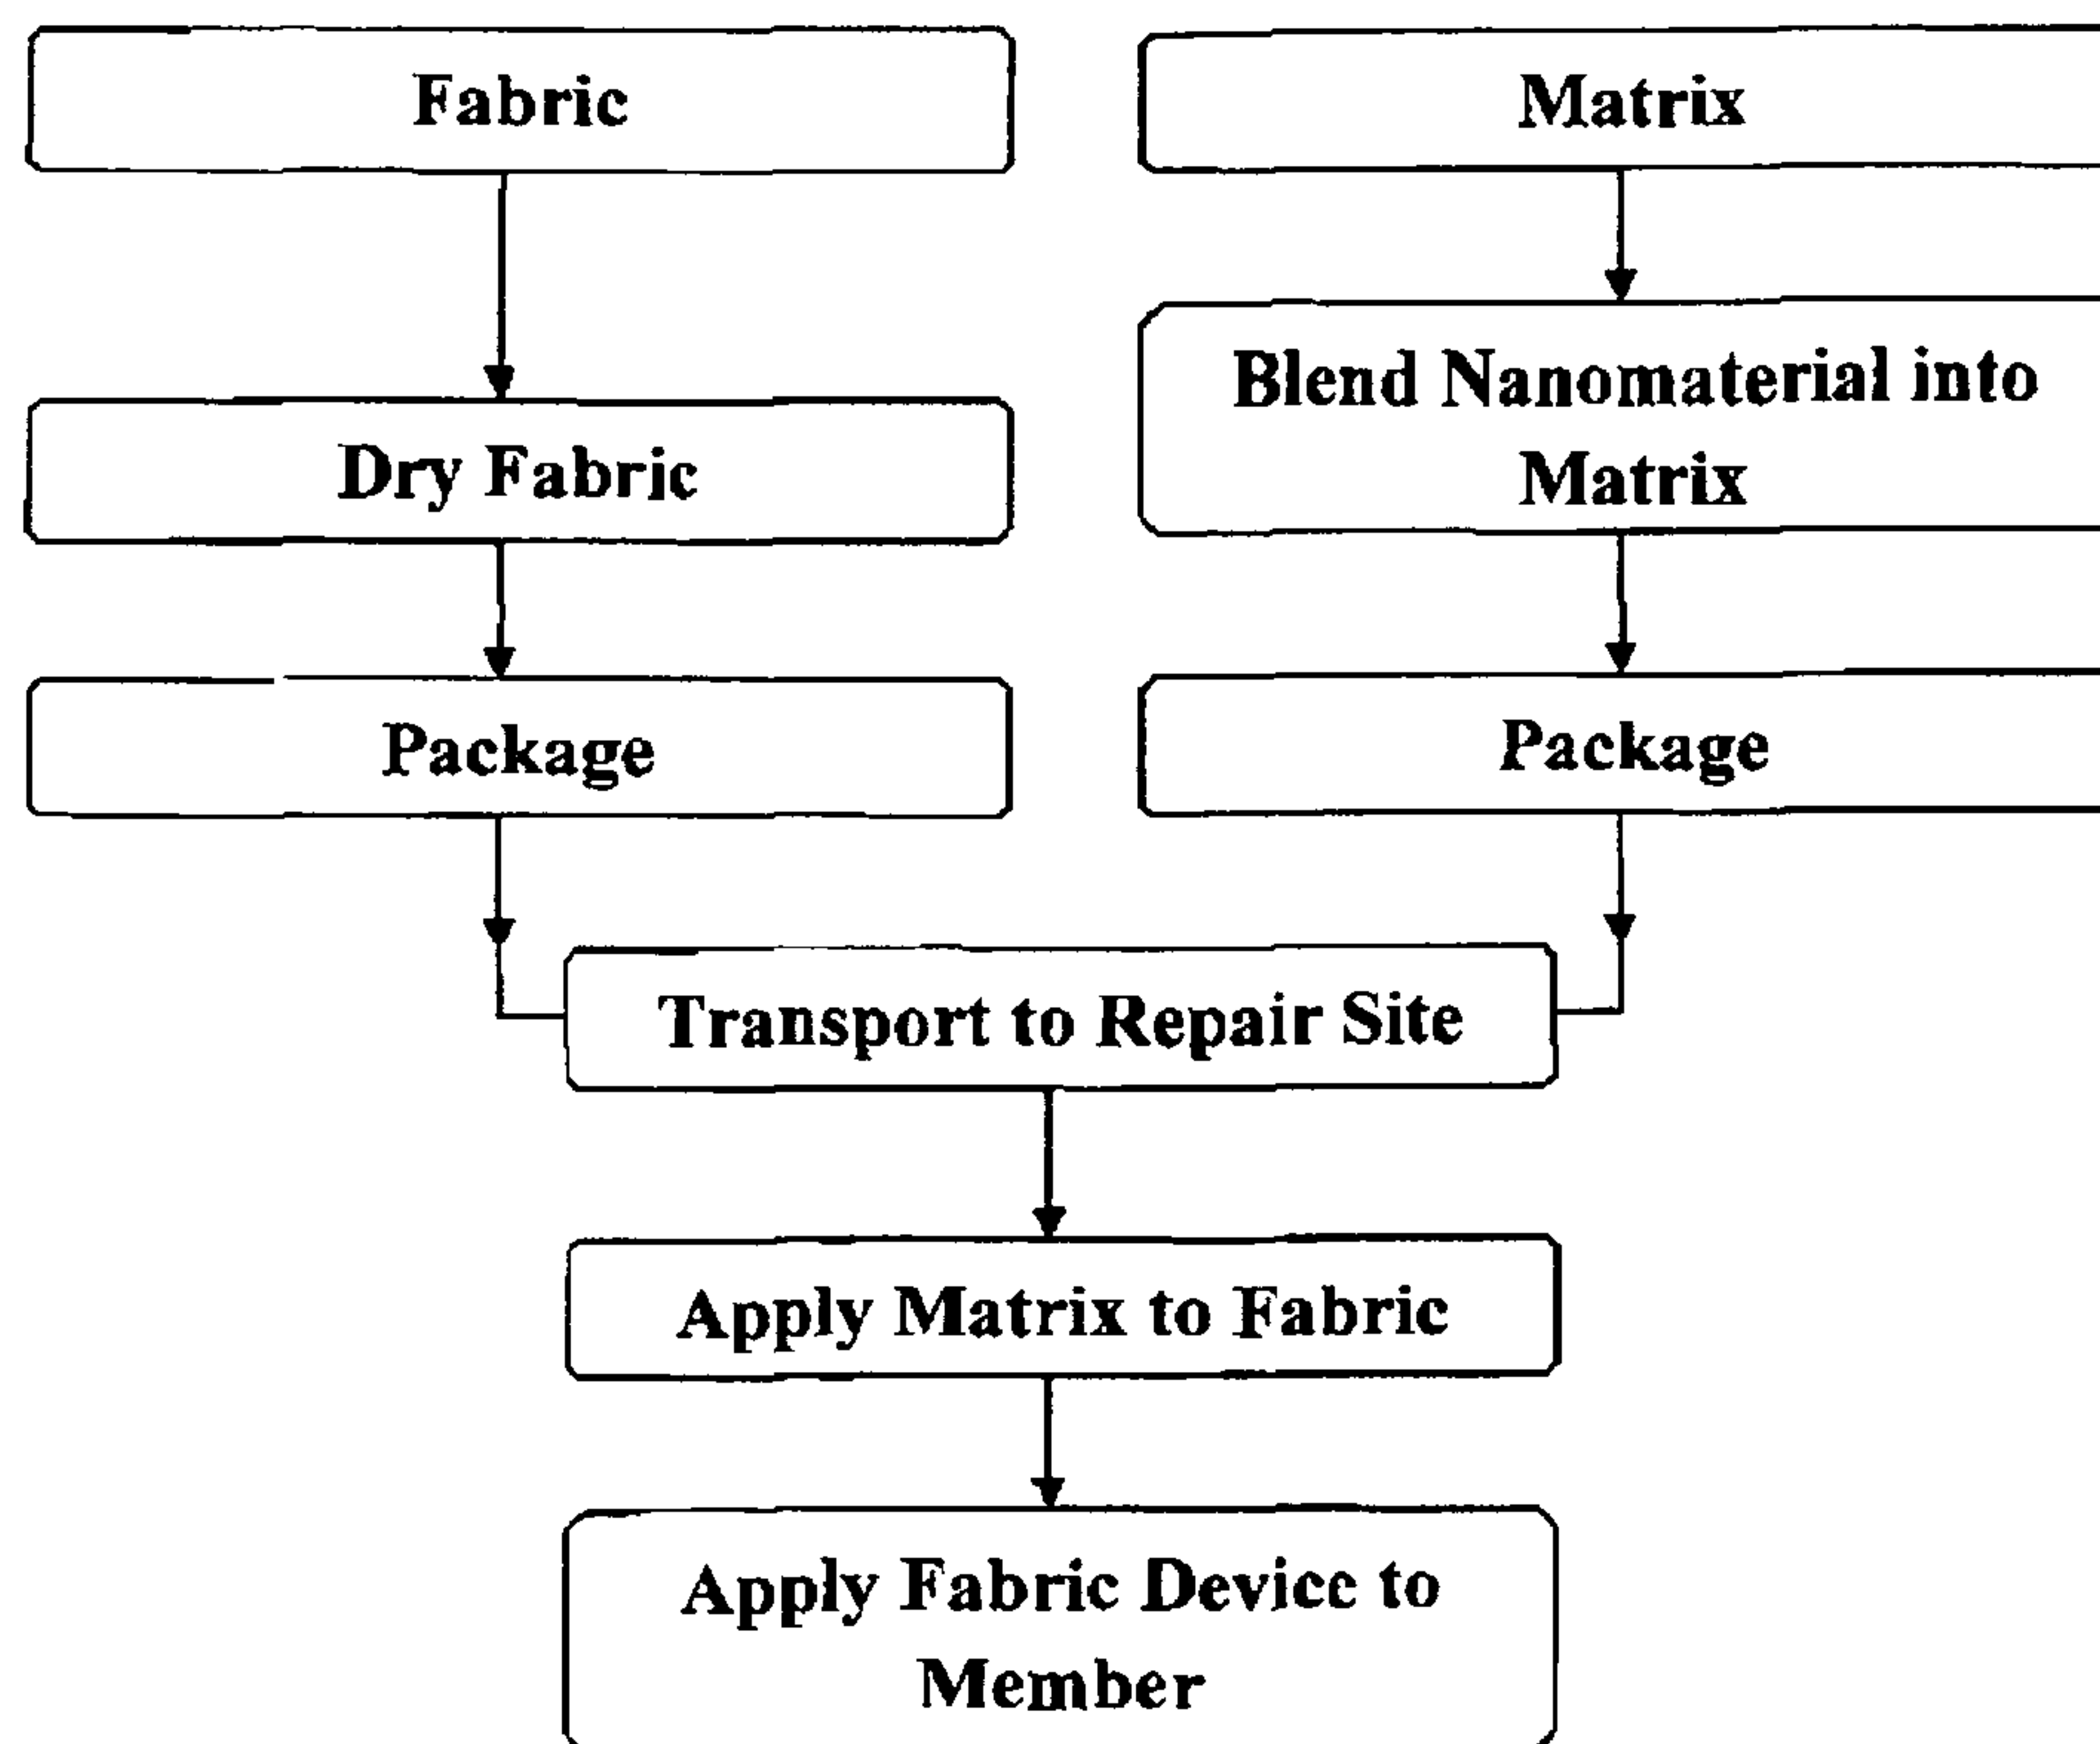 Fabric
Matrix
Blend Nanomaterial into
Matrix
Dry Fabric
Package
Package
Transport to Repair Site
Apply Matrix to Fabric
Apply Fabric Device to
Member